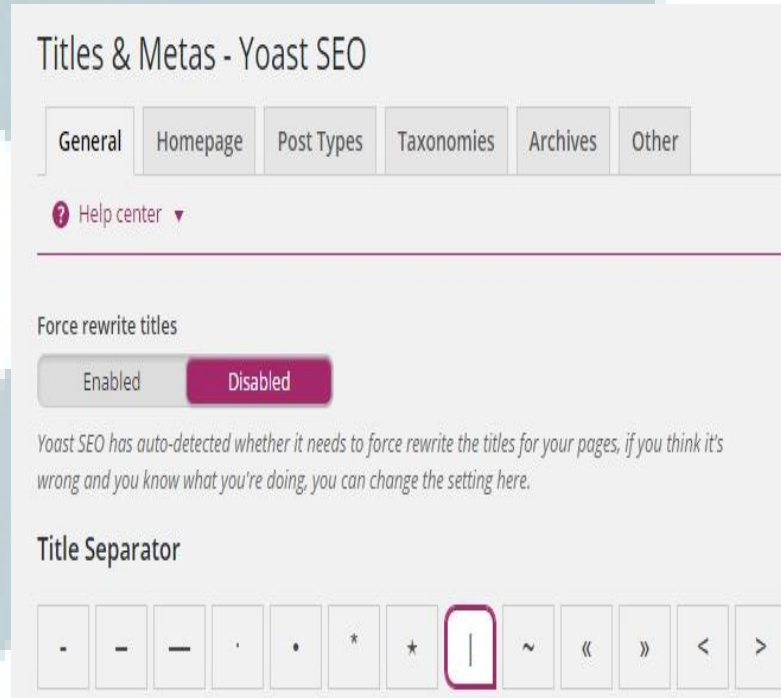 Titles & Metas - Yoast SEO
General Homepage Post Types Taxonomies Archives Other
? Help center ▼
Force rewrite titles
Enabled Disabled
Yoast SEO has auto-detected whether it needs to force rewrite the titles for your pages, if you think it's
wrong and you know what you're doing, you can change the setting here.
Title Separator
- – — · • * ⋆ | ~ « » < >